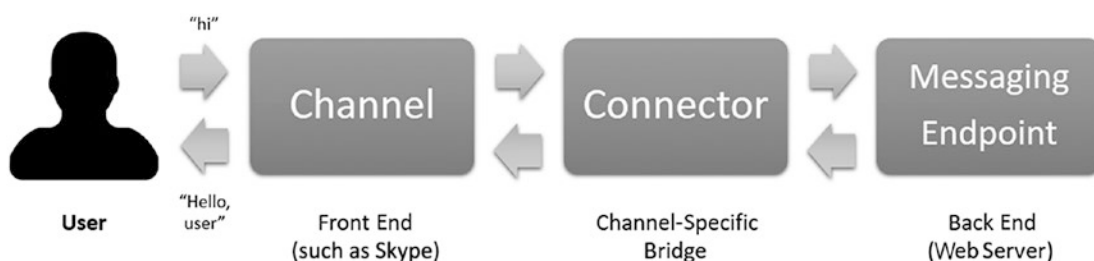 “hi”
Channel
Connector
Messaging
Endpoint
“Hello,
user”
User
Front End
(such as Skype)
Channel-Specific
Bridge
Back End
(Web Server)